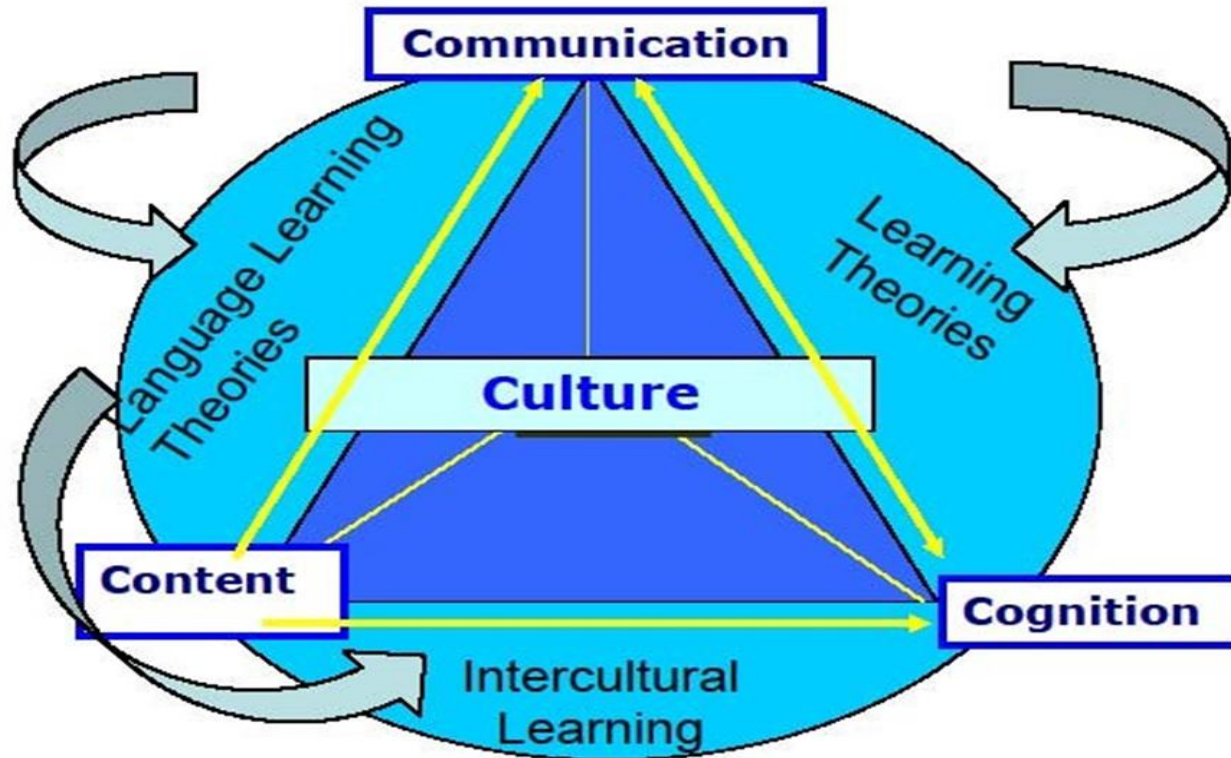 Communication
Language Learning
Theories
Learning
Theories
Culture
Content
Cognition
Intercultural
Learning